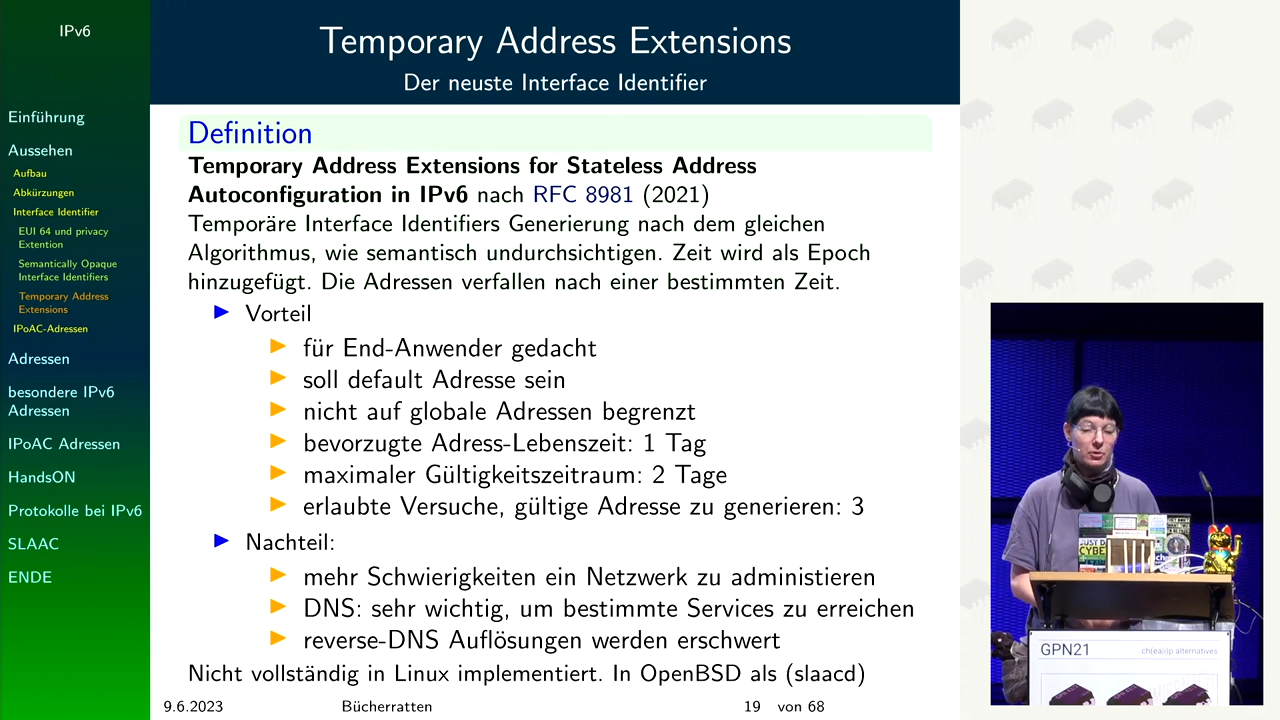 IPv6
Einführung
Aussehen
Aufbau
Abkürzungen
Interface Identifier
EUI 64 und privacy
Extention
Semantically Opaque
Interface Identifiers
Temporary Address
Extensions
IPoAC-Adressen
Adressen
besondere IPv6
Adressen
IPoAC Adressen
HandsON
Protokolle bei IPv6
SLAAC
ENDE
Temporary Address Extensions
Der neuste Interface Identifier
Definition
Temporary Address Extensions for Stateless Address
Autoconfiguration in IPv6 nach RFC 8981 (2021)
Temporäre Interface Identifiers Generierung nach dem gleichen
Algorithmus, wie semantisch undurchsichtigen. Zeit wird als Epoch
hinzugefügt. Die Adressen verfallen nach einer bestimmten Zeit.
Vorteil
für End-Anwender gedacht
soll default Adresse sein
nicht auf globale Adressen begrenzt
bevorzugte Adress-Lebenszeit: 1 Tag
maximaler Gültigkeitszeitraum: 2 Tage
erlaubte Versuche, gültige Adresse zu generieren: 3
Nachteil:
mehr Schwierigkeiten ein Netzwerk zu administieren
DNS: sehr wichtig, um bestimmte Services zu erreichen
reverse-DNS Auflösungen werden erschwert
Nicht vollständig in Linux implementiert. In OpenBSD als (slaacd)
9.6.2023 Bücherratten 19 von 68
JUST D
CYBE
GPN21 ch(ea|i)p alternatives